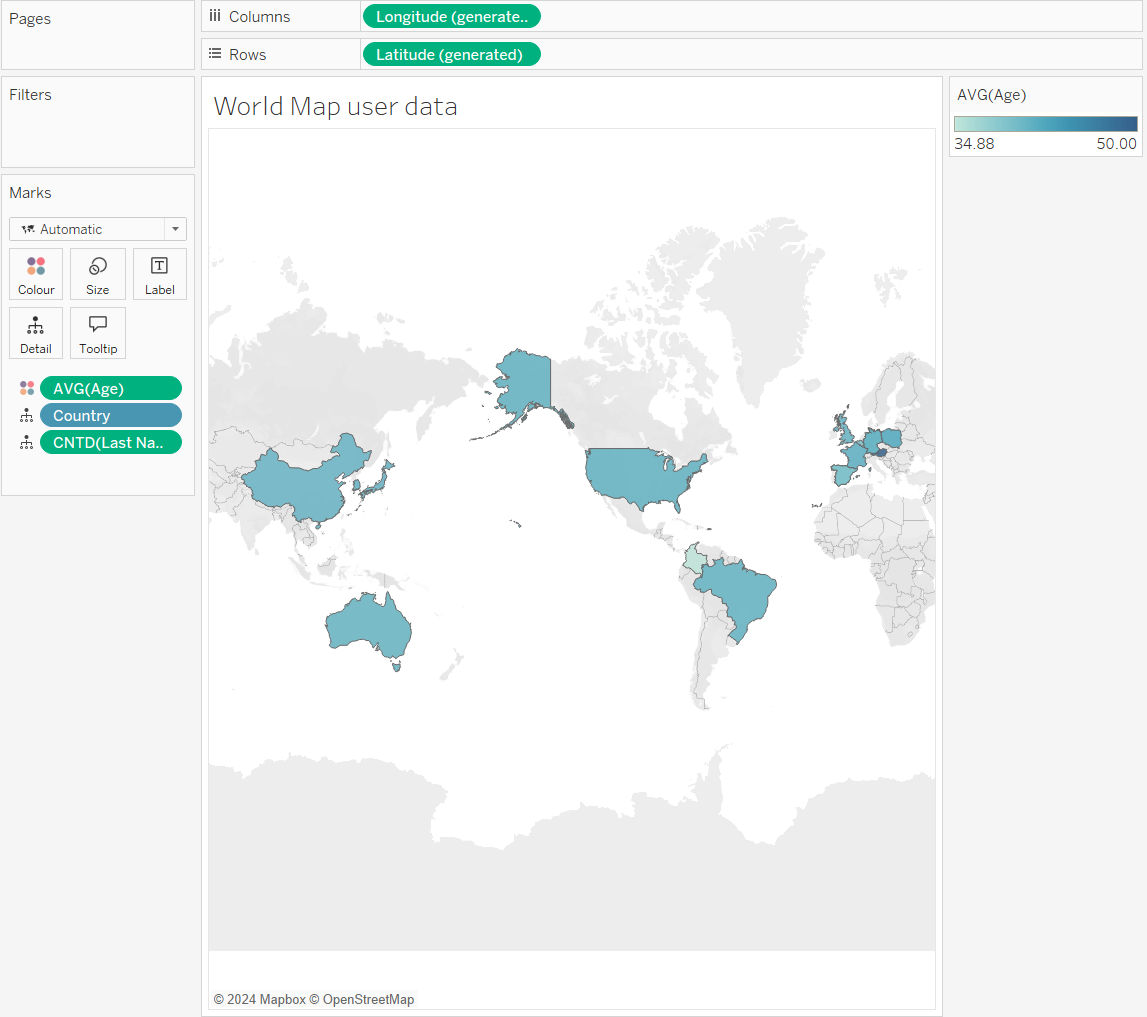 Pages
Columns
Longitude (generate..
Rows
Latitude (generated)
Filters
Marks
Automatic
Colour
Size
Label
Detail
Tooltip
AVG(Age)
Country
CNTD(Last Na..
World Map user data
© 2024 Mapbox © OpenStreetMap
AVG(Age)
34.88 50.00